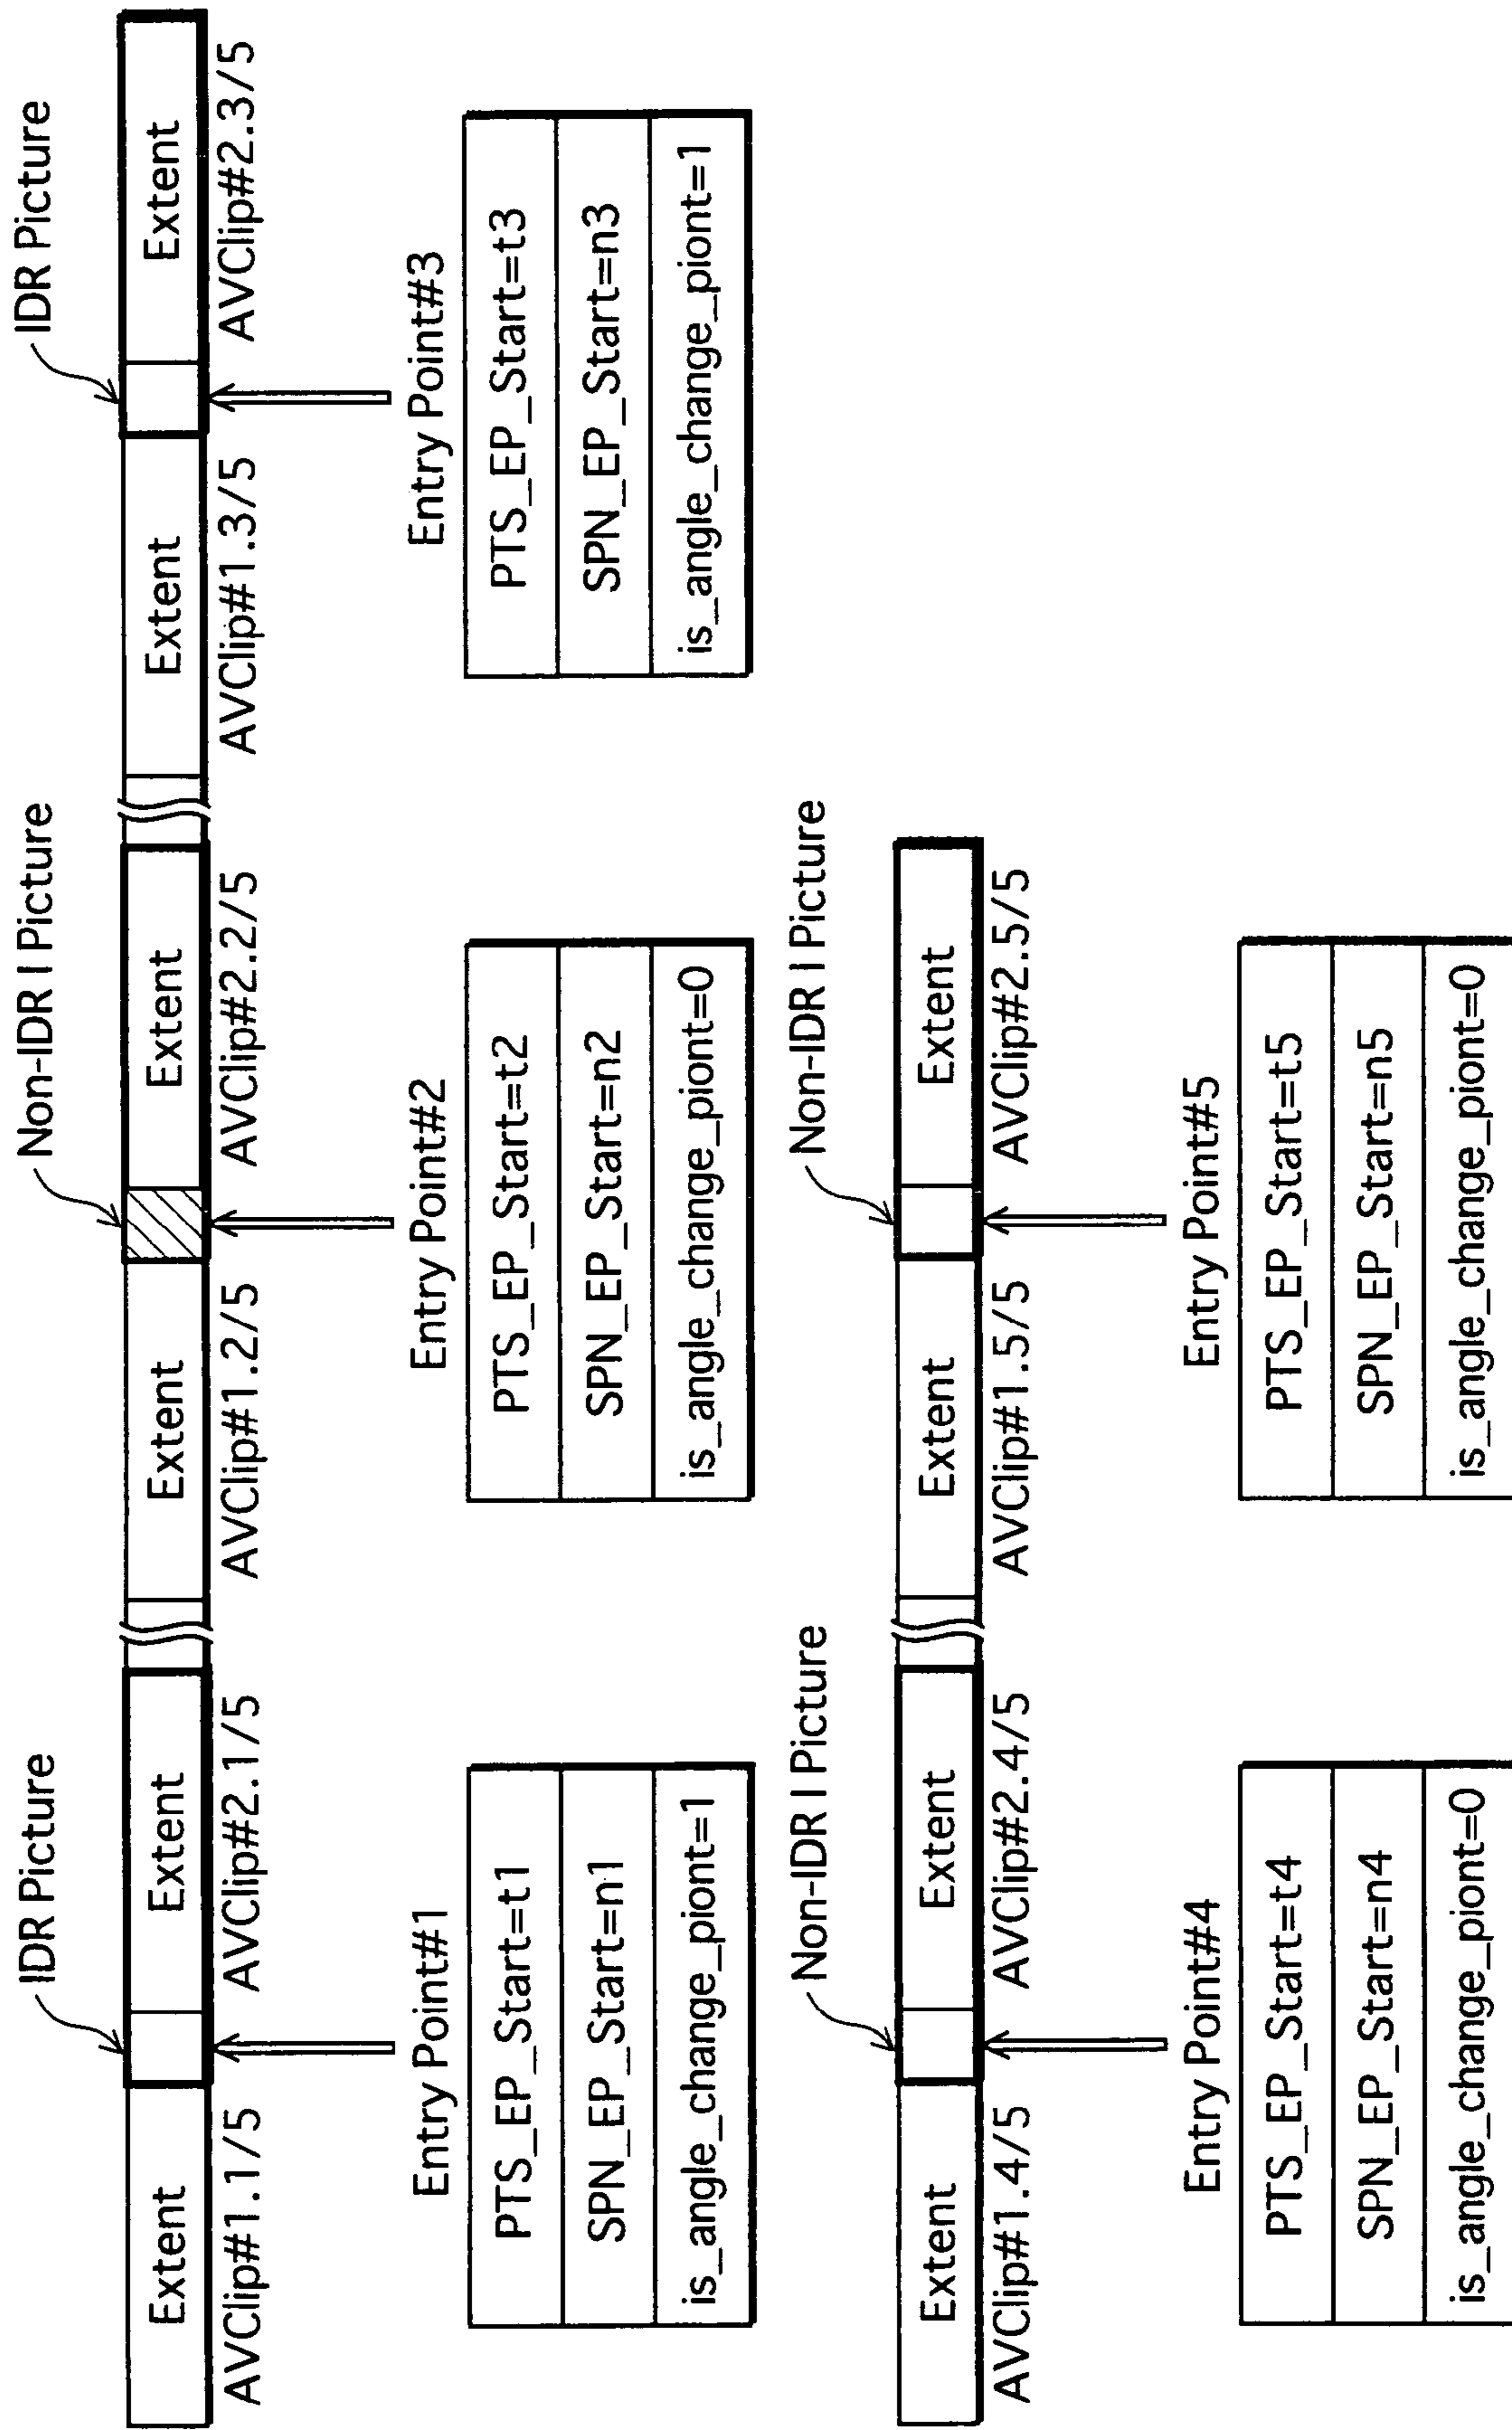 IDR Picture
Non-IDR I Picture
IDR Picture
Extent
Extent
Extent
Extent
Extent
Extent
AVClip#1.1/5
AVClip#2.1/5
AVClip#1.2/5
AVClip#2.2/5
AVClip#1.3/5
AVClip#2.3/5
Entry Point#1
PTS_EP_Start=t1
SPN_EP_Start=n1
is_angle_change_piont=1
Entry Point#2
PTS_EP_Start=t2
SPN_EP_Start=n2
is_angle_change_piont=0
Entry Point#3
PTS_EP_Start=t3
SPN_EP_Start=n3
is_angle_change_piont=1
Non-IDR I Picture
Non-IDR I Picture
Extent
Extent
Extent
Extent
AVClip#1.4/5
AVClip#2.4/5
AVClip#1.5/5
AVClip#2.5/5
Entry Point#4
PTS_EP_Start=t4
SPN_EP_Start=n4
is_angle_change_piont=0
Entry Point#5
PTS_EP_Start=t5
SPN_EP_Start=n5
is_angle_change_piont=0